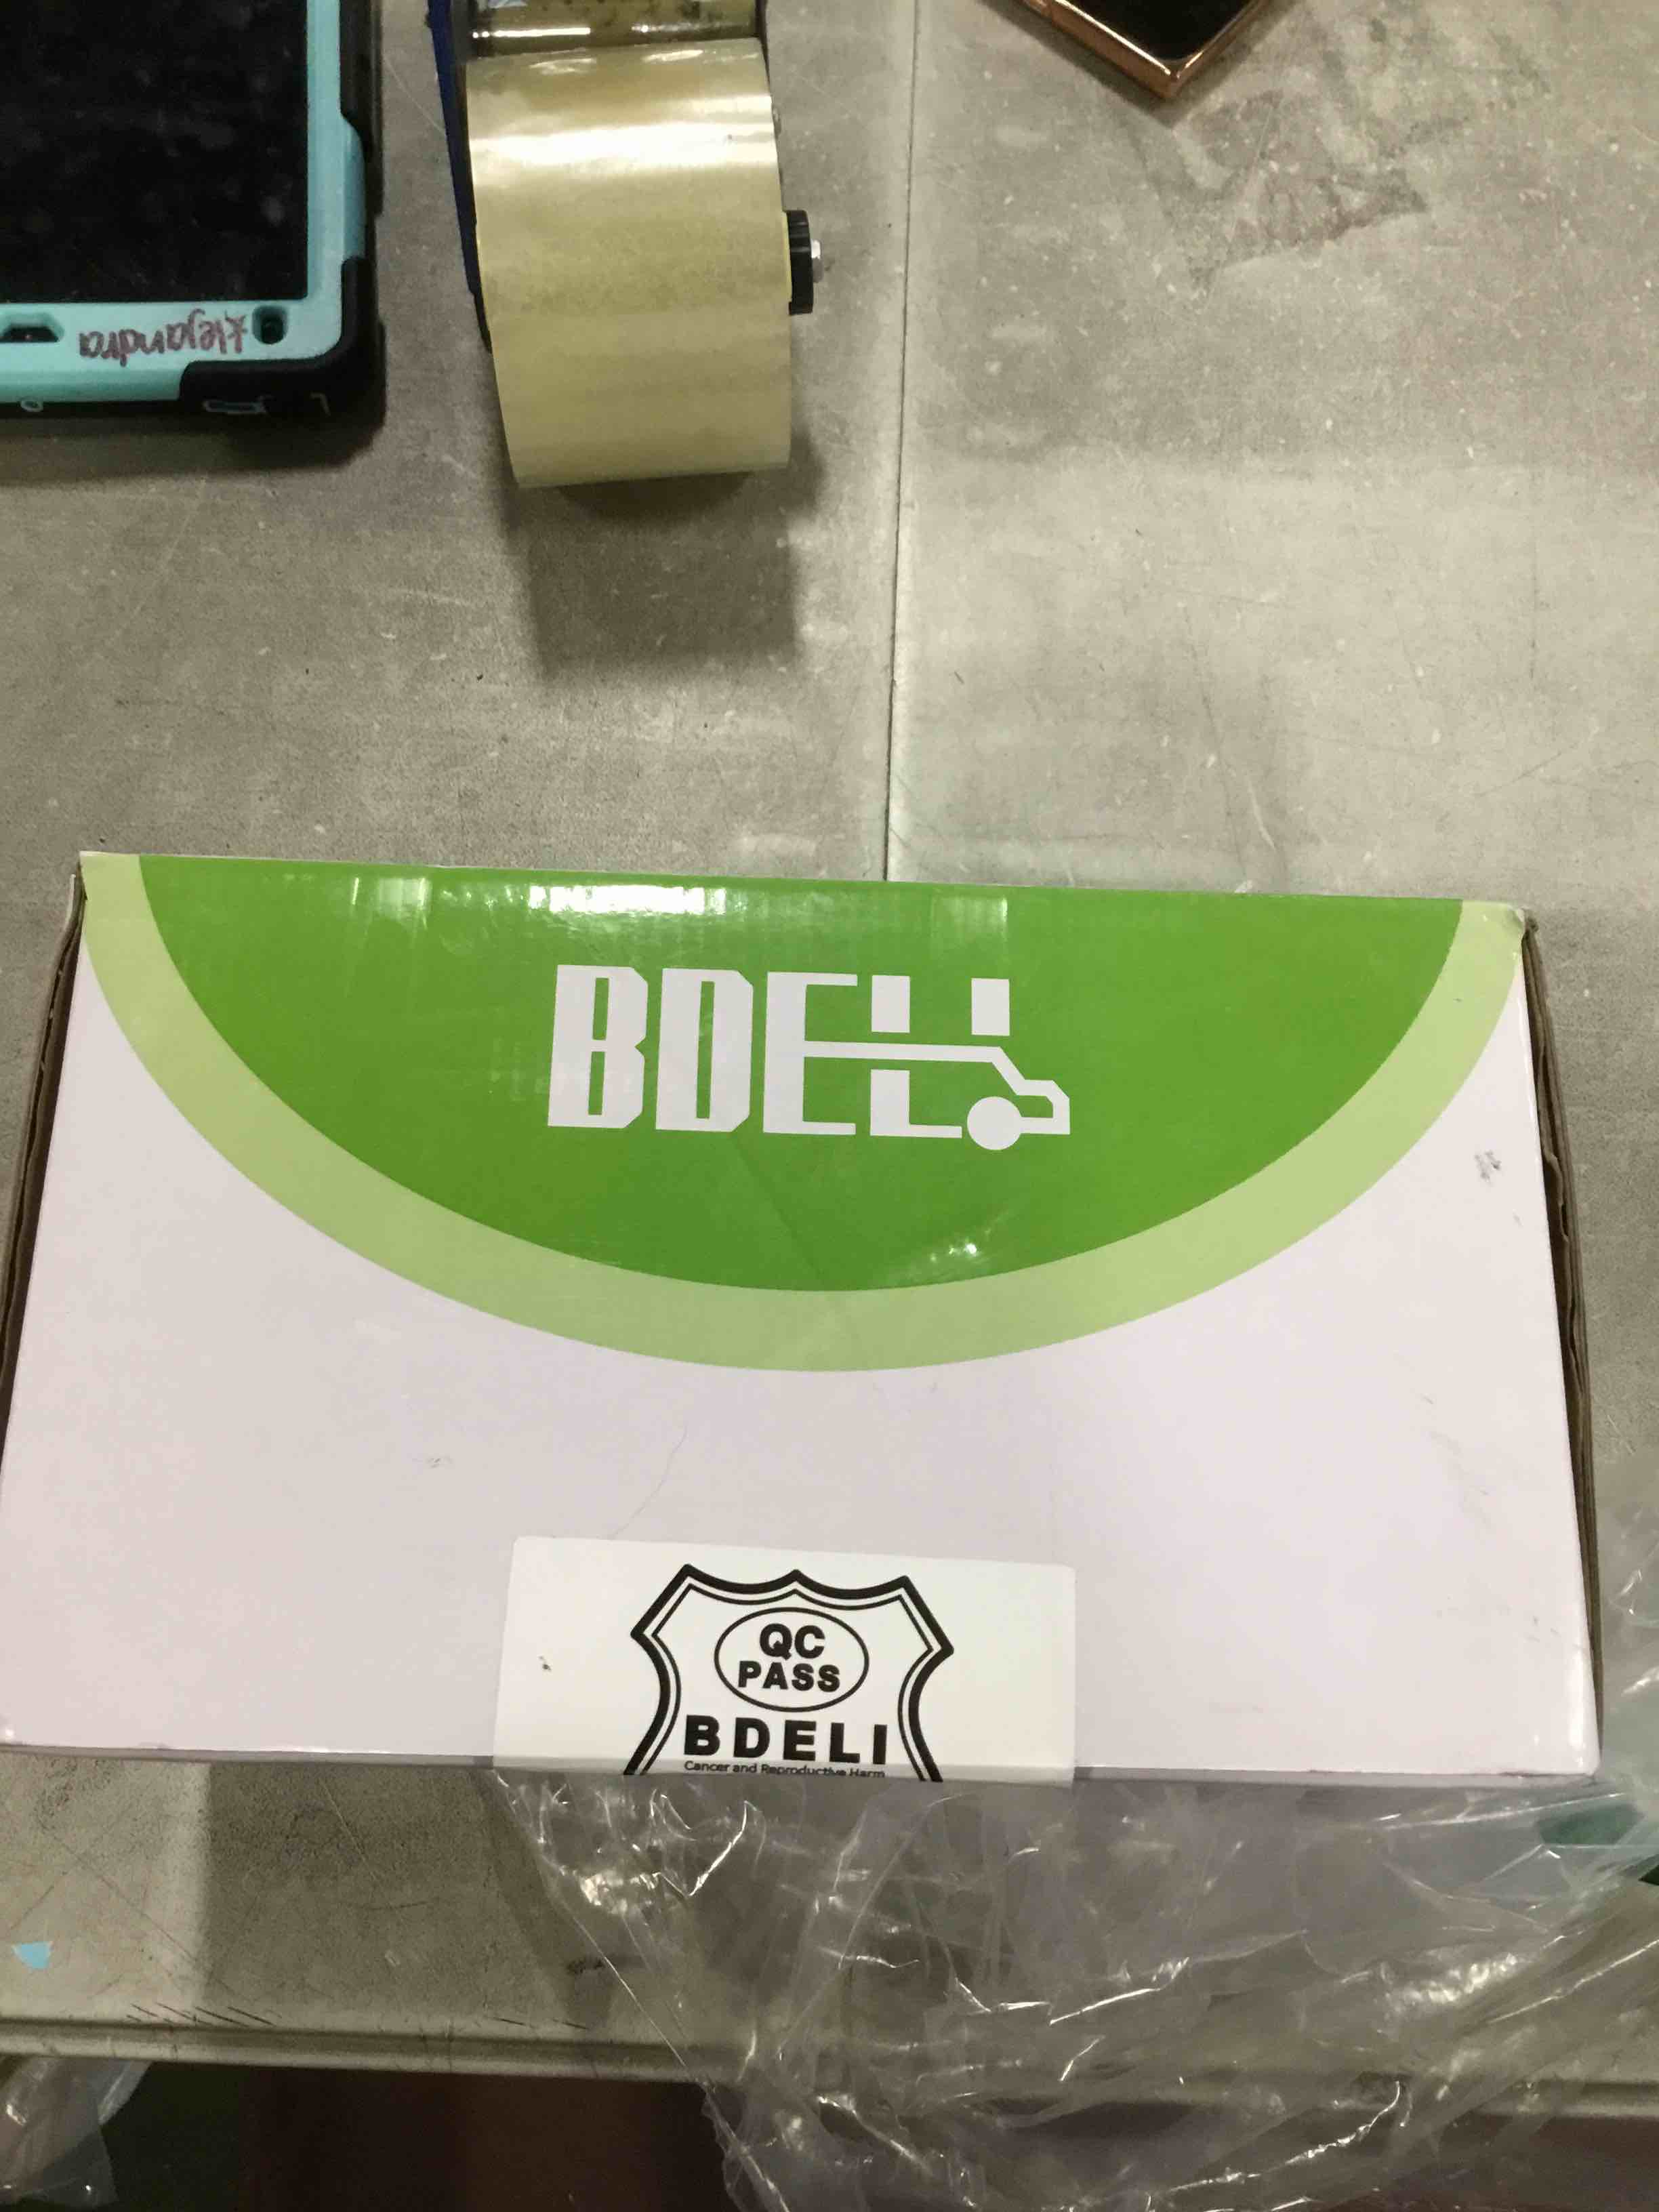 Alejandra
BDELI
QC
PASS
BDELI
Cancer and Reproductive Harm